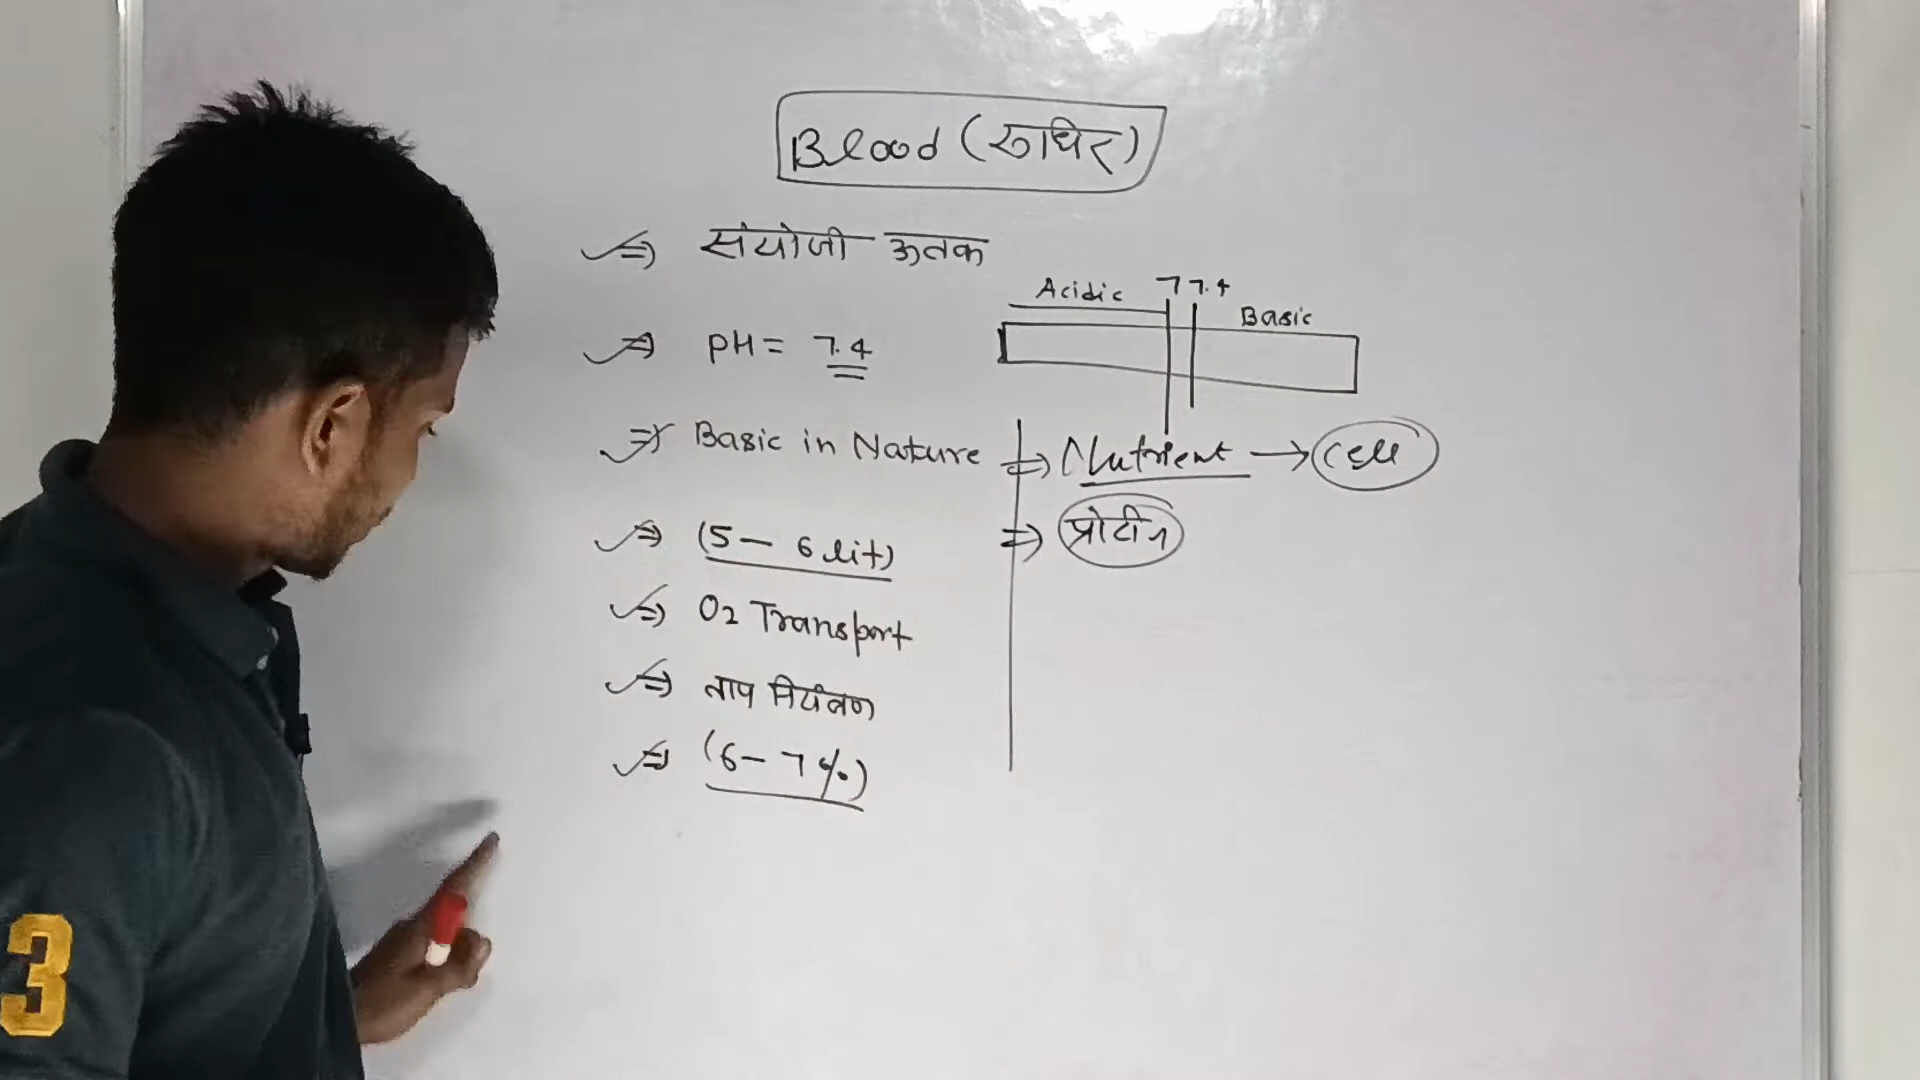 Blood (रुधिर)
=> संयोजी ऊतक
=> PH = 7.4
=> Basic in Nature
=> (5 - 6 lit)
=> O2 Transport
=> ताप नियंत्रण
=> (6 - 7%)
Acidic 7 7.4 Basic
=> Nutrient → Cell
=> प्रोटीन
3